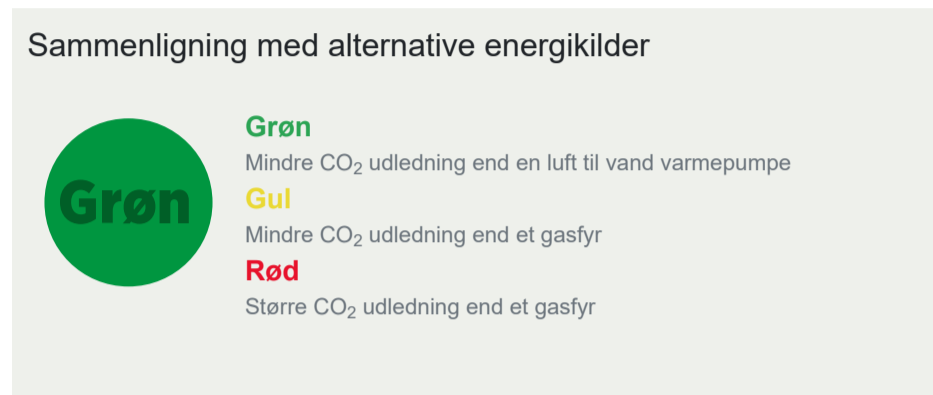 Sammenligning med alternative energikilder
Grøn
Grøn
Mindre CO₂ udledning end en luft til vand varmepumpe
Gul
Mindre CO₂ udledning end et gasfyr
Rød
Større CO₂ udledning end et gasfyr